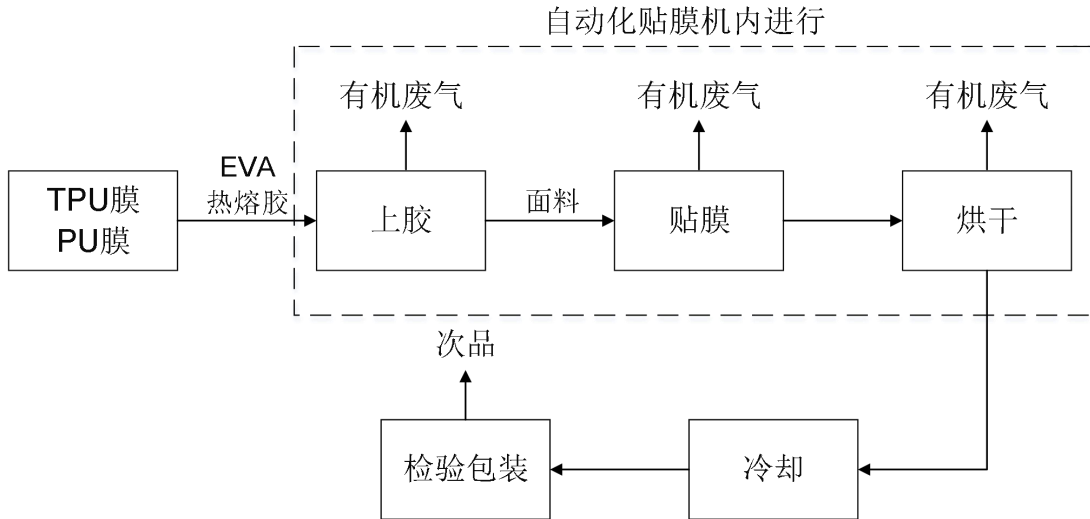 自动化贴膜机内进行
有机废气
有机废气
有机废气
TPU膜
PU膜
EVA
热熔胶
上胶
面料
贴膜
烘干
次品
检验包装
冷却